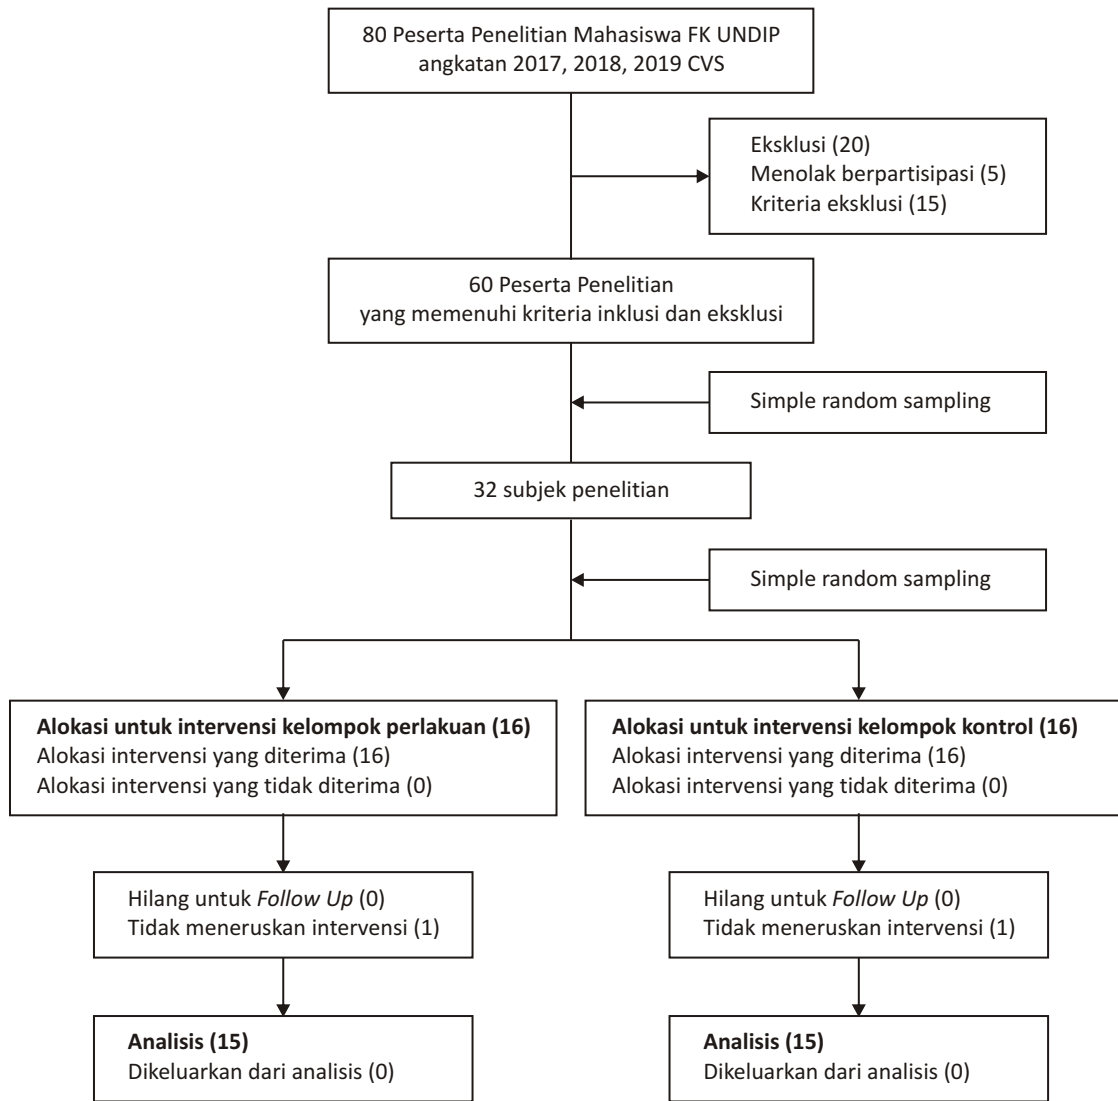 80 Peserta Penelitian Mahasiswa FK UNDIP
angkatan 2017, 2018, 2019 CVS
Eksklusi (20)
Menolak berpartisipasi (5)
Kriteria eksklusi (15)
60 Peserta Penelitian
yang memenuhi kriteria inklusi dan eksklusi
Simple random sampling
32 subjek penelitian
Simple random sampling
Alokasi untuk intervensi kelompok perlakuan (16)
Alokasi intervensi yang diterima (16)
Alokasi intervensi yang tidak diterima (0)
Alokasi untuk intervensi kelompok kontrol (16)
Alokasi intervensi yang diterima (16)
Alokasi intervensi yang tidak diterima (0)
Hilang untuk Follow Up (0)
Tidak meneruskan intervensi (1)
Hilang untuk Follow Up (0)
Tidak meneruskan intervensi (1)
Analisis (15)
Dikeluarkan dari analisis (0)
Analisis (15)
Dikeluarkan dari analisis (0)